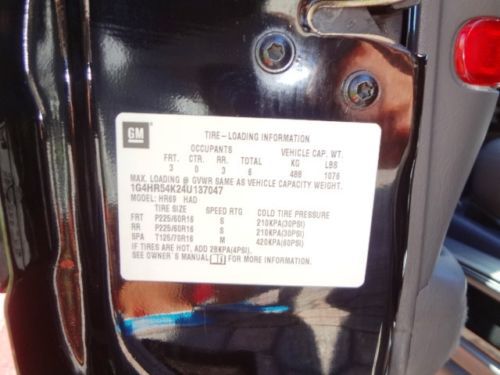 GM
TIRE-LOADING INFORMATION
OCCUPANTS VEHICLE CAP. WT.
FRT. CTR. RR. TOTAL KG LBS
3 0 3 6 488 1076
MAX. LOADING @ GVWR SAME AS VEHICLE CAPACITY WEIGHT.
1G4HR54K24U137047
MODEL: HR69 HAD
TIRE SIZE SPEED RTG COLD TIRE PRESSURE
FRT P225/60R16 S 210KPA(30PSI)
RR P225/60R16 S 210KPA(30PSI)
SPA T125/70R16 M 420KPA(60PSI)
IF TIRES ARE HOT, ADD 28KPA(4PSI).
SEE OWNER'S MANUAL FOR MORE INFORMATION.